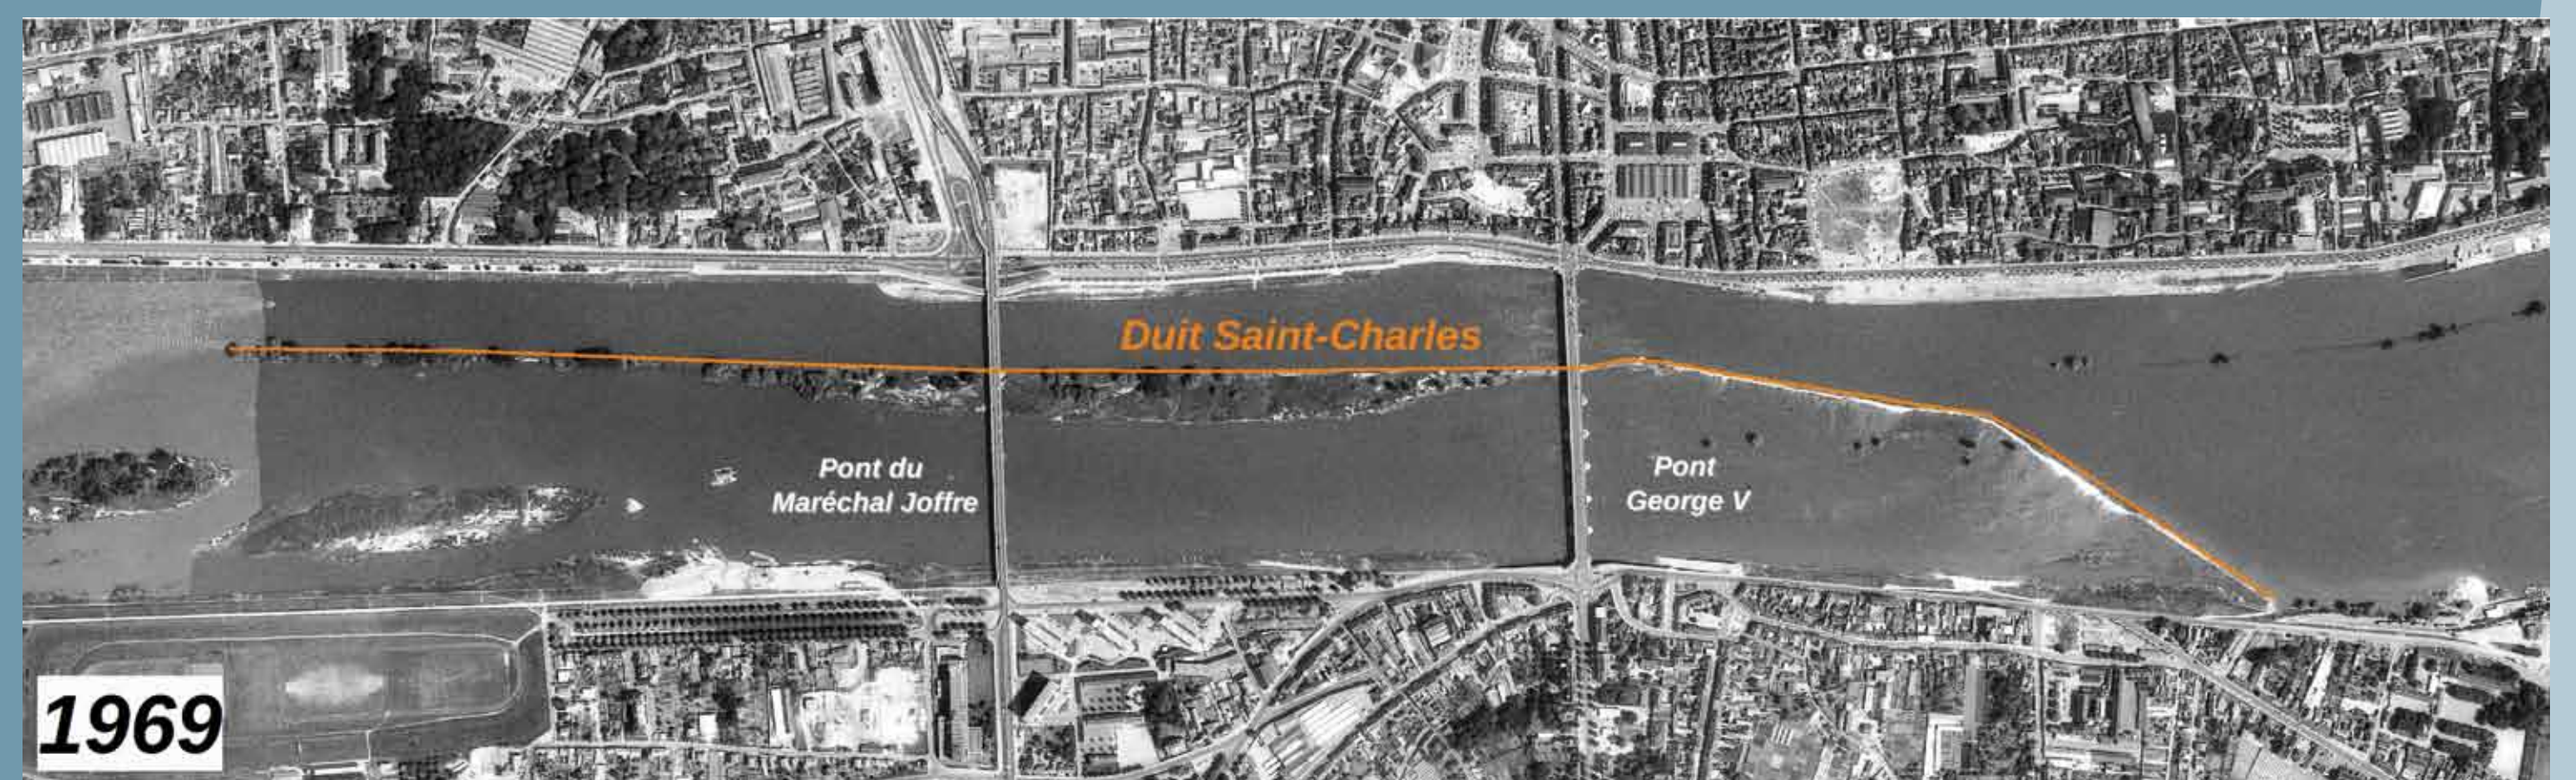 Duit Saint-Charles
Pont du
Maréchal Joffre
Pont
George V
1969